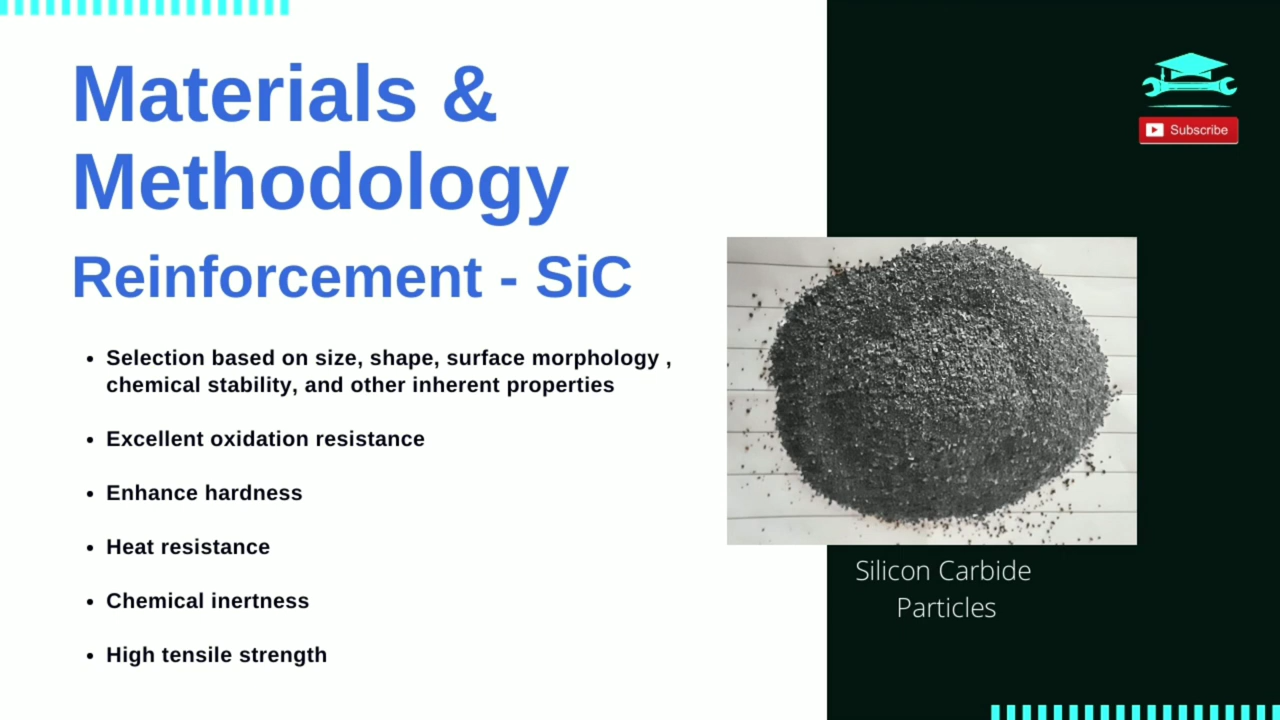 Materials &
Methodology
Reinforcement - SiC
• Selection based on size, shape, surface morphology ,
chemical stability, and other inherent properties
• Excellent oxidation resistance
• Enhance hardness
• Heat resistance
• Chemical inertness
• High tensile strength
Subscribe
Silicon Carbide
Particles